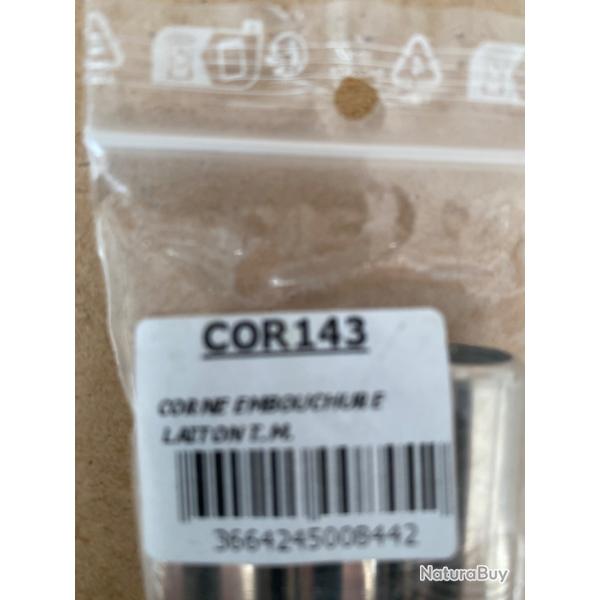 COR143
CORNE EMBOUCHURE
LAITON T.M.
3664245008442
NaturaBuy